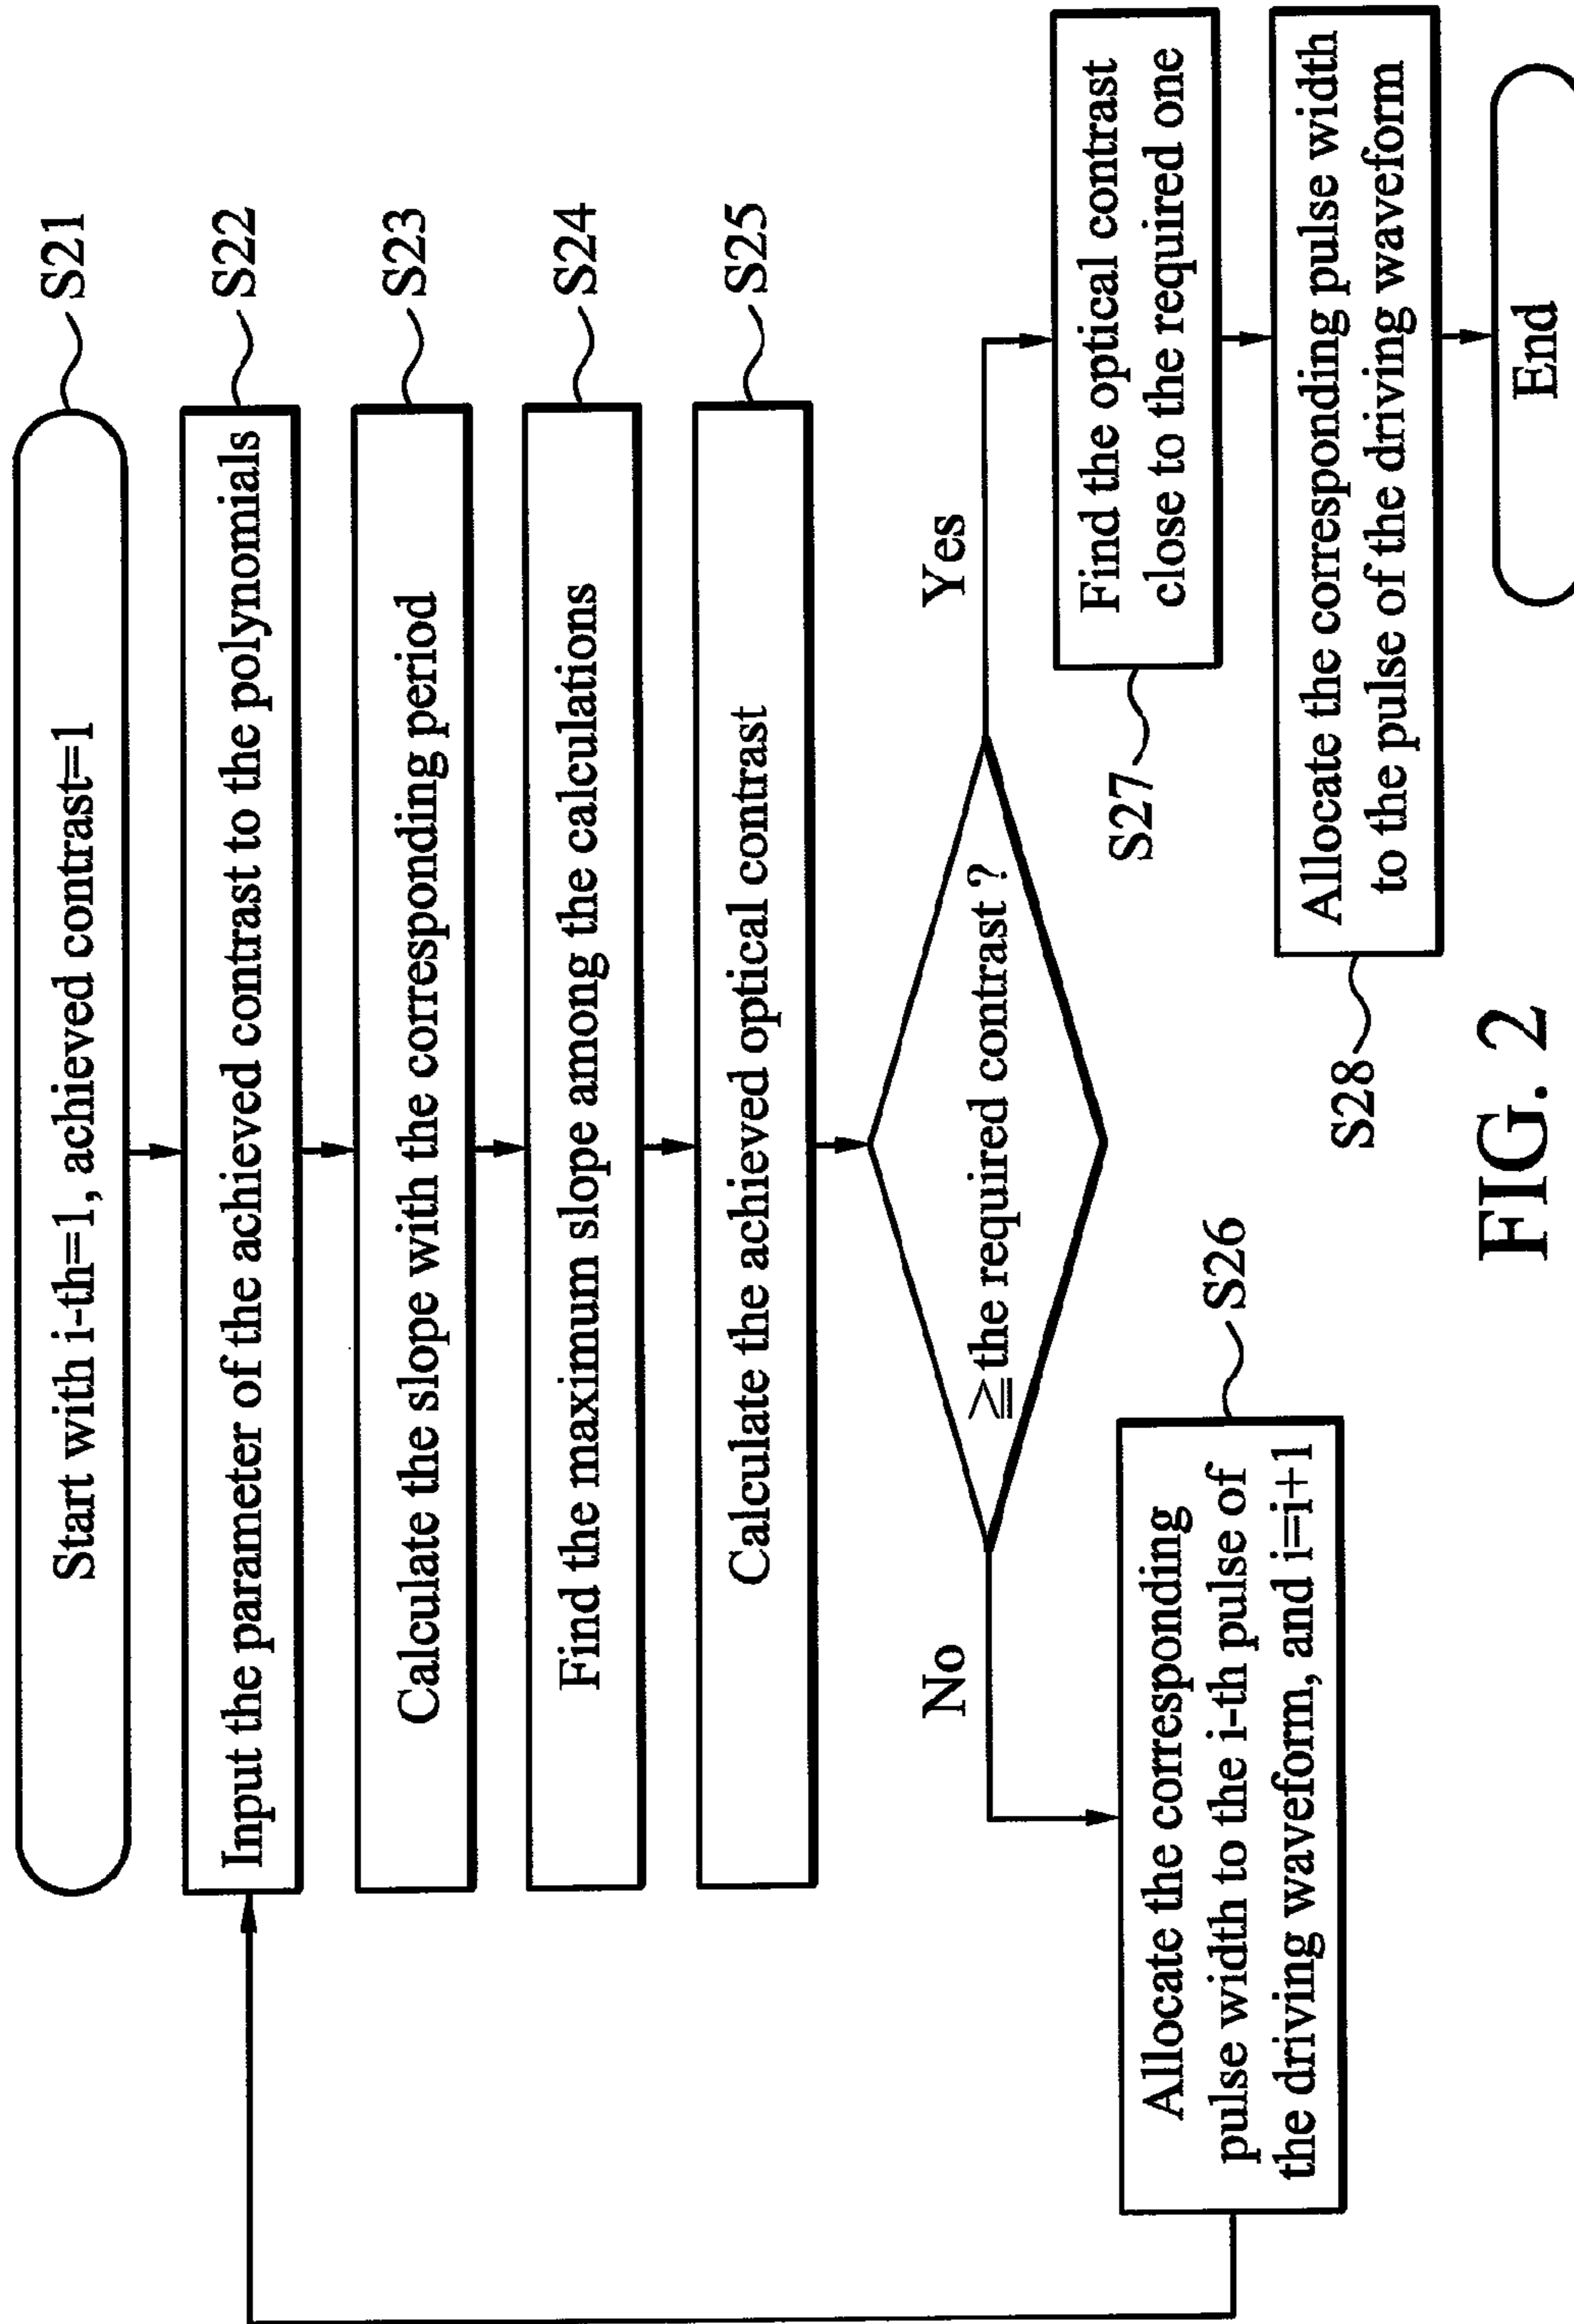 Start with i-th=1, achieved contrast=1
S21
Input the parameter of the achieved contrast to the polynomials
S22
Calculate the slope with the corresponding period
S23
Find the maximum slope among the calculations
S24
Calculate the achieved optical contrast
S25
≧the required contrast ?
No
Yes
Allocate the corresponding
pulse width to the i-th pulse of
the driving waveform, and i=i+1
S26
Find the optical contrast
close to the required one
S27
Allocate the corresponding pulse width
to the pulse of the driving waveform
S28
End
FIG. 2